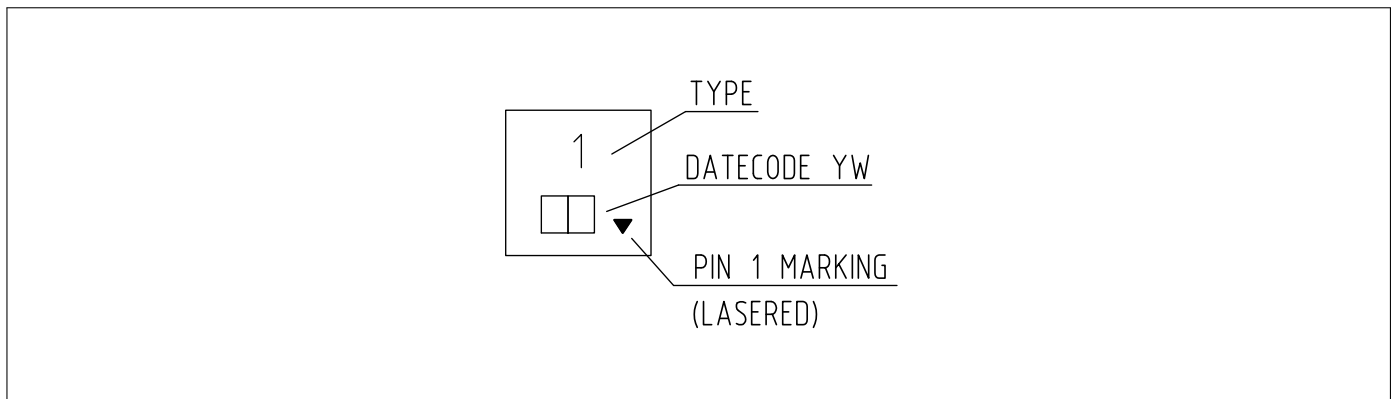 TYPE
1
DATECODE YW
PIN 1 MARKING
(LASERED)